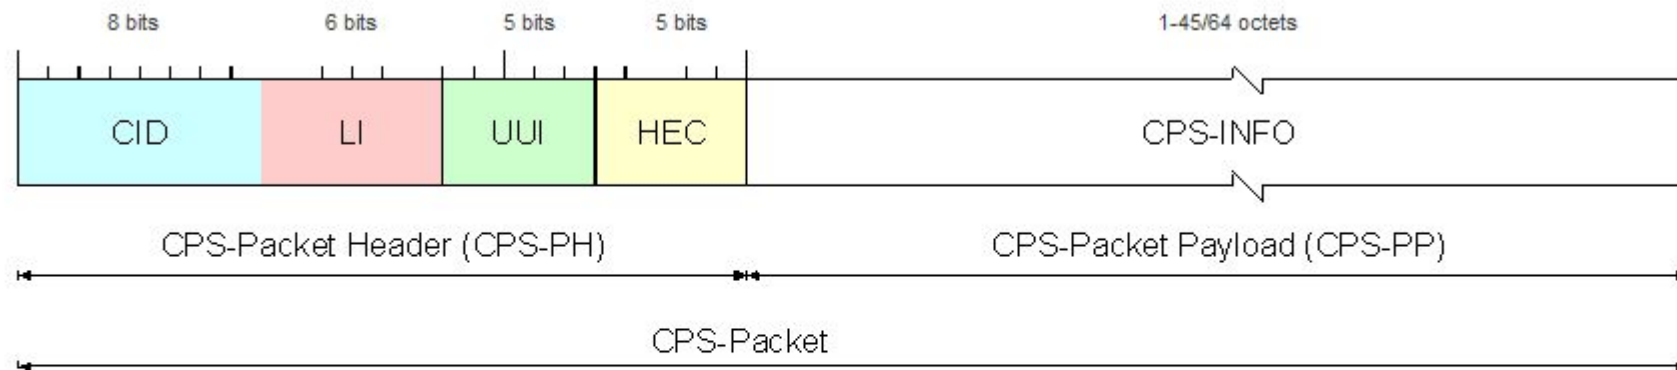 8 bits 6 bits 5 bits 5 bits 1-45/64 octets
CID LI UUI HEC CPS-INFO
CPS-Packet Header (CPS-PH) CPS-Packet Payload (CPS-PP)
CPS-Packet